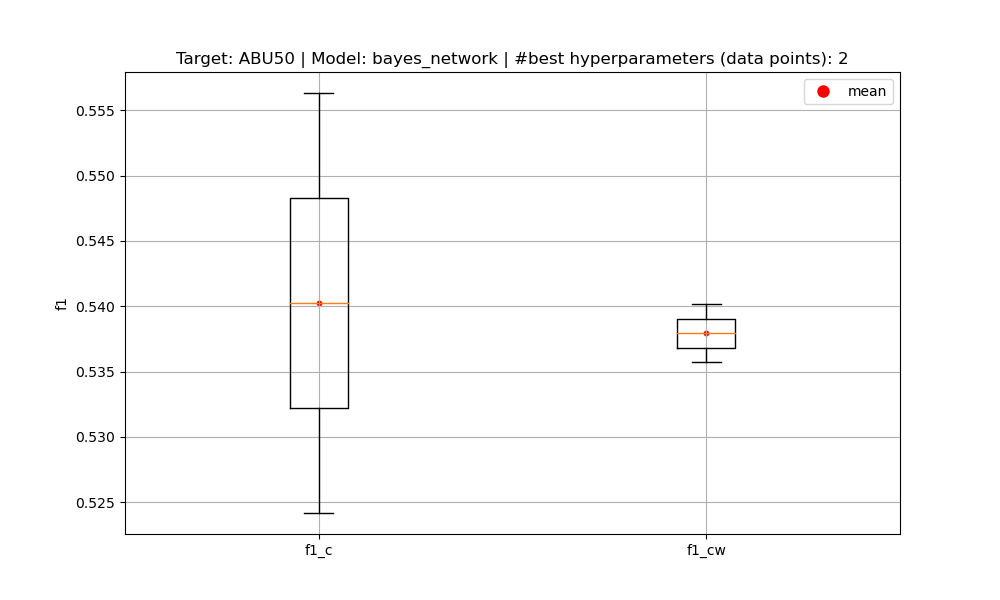 Target: ABU50 | Model: bayes_network | #best hyperparameters (data points): 2
mean
0.555
0.550
0.545
0.540
0.535
0.530
0.525
f1
f1_c
f1_cw